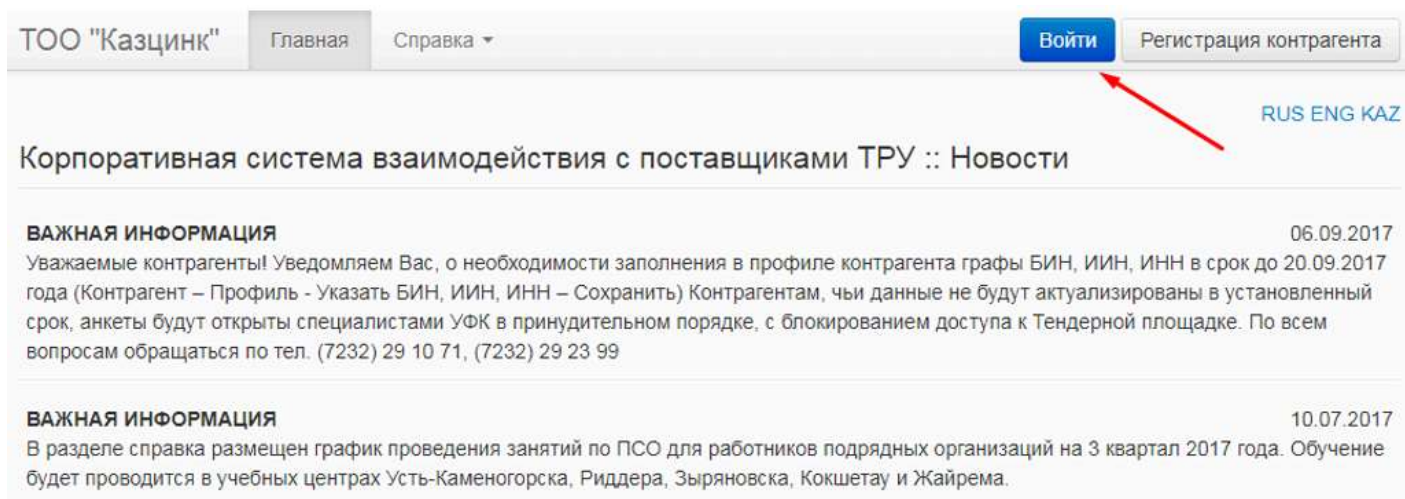 ТОО "Казцинк" Главная Справка Войти Регистрация контрагента
RUS ENG KAZ
Корпоративная система взаимодействия с поставщиками ТРУ :: Новости
ВАЖНАЯ ИНФОРМАЦИЯ 06.09.2017
Уважаемые контрагенты! Уведомляем Вас, о необходимости заполнения в профиле контрагента графы БИН, ИИН, ИНН в срок до 20.09.2017
года (Контрагент – Профиль - Указать БИН, ИИН, ИНН – Сохранить) Контрагентам, чьи данные не будут актуализированы в установленный
срок, анкеты будут открыты специалистами УФК в принудительном порядке, с блокированием доступа к Тендерной площадке. По всем
вопросам обращаться по тел. (7232) 29 10 71, (7232) 29 23 99
ВАЖНАЯ ИНФОРМАЦИЯ 10.07.2017
В разделе справка размещен график проведения занятий по ПСО для работников подрядных организаций на 3 квартал 2017 года. Обучение
будет проводится в учебных центрах Усть-Каменогорска, Риддера, Зыряновска, Кокшетау и Жайрема.